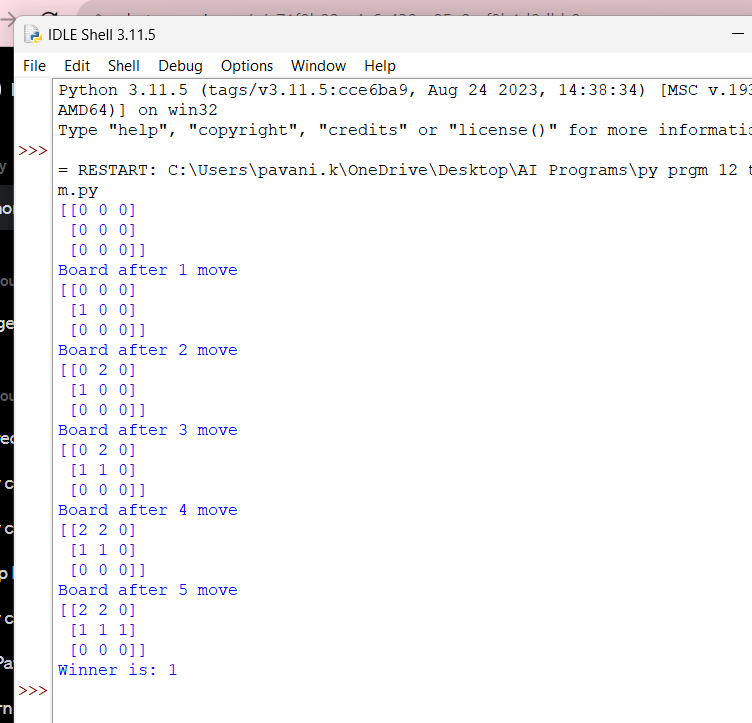 IDLE Shell 3.11.5
File Edit Shell Debug Options Window Help
Python 3.11.5 (tags/v3.11.5:cce6ba9, Aug 24 2023, 14:38:34) [MSC v.193
AMD64)] on win32
Type "help", "copyright", "credits" or "license()" for more informatio
>>>
= RESTART: C:\Users\pavani.k\OneDrive\Desktop\AI Programs\py prgm 12 t
m.py
[[0 0 0]
 [0 0 0]
 [0 0 0]]
Board after 1 move
[[0 0 0]
 [1 0 0]
 [0 0 0]]
Board after 2 move
[[0 2 0]
 [1 0 0]
 [0 0 0]]
Board after 3 move
[[0 2 0]
 [1 1 0]
 [0 0 0]]
Board after 4 move
[[2 2 0]
 [1 1 0]
 [0 0 0]]
Board after 5 move
[[2 2 0]
 [1 1 1]
 [0 0 0]]
Winner is: 1
>>>